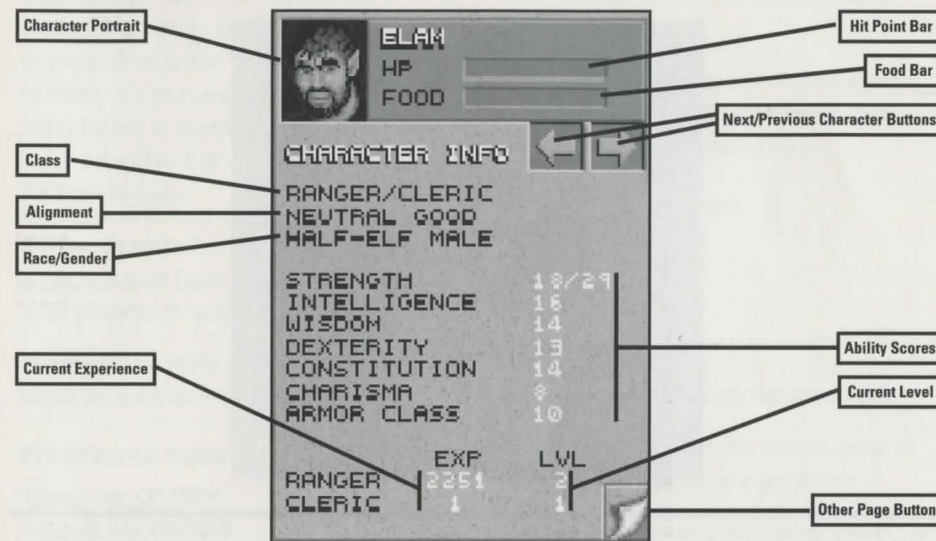 Character Portrait
ELAM
Hit Point Bar
HP
Food Bar
FOOD
Next/Previous Character Buttons
CHARACTER INFO
Class
RANGER/CLERIC
Alignment
NEUTRAL GOOD
Race/Gender
HALF-ELF MALE
STRENGTH 18/29
INTELLIGENCE 16
WISDOM 14
DEXTERITY 13
Ability Scores
Current Experience
CONSTITUTION 14
CHARISMA 8
Current Level
ARMOR CLASS 10
EXP LVL
RANGER 2251 2
CLERIC 1 1
Other Page Button